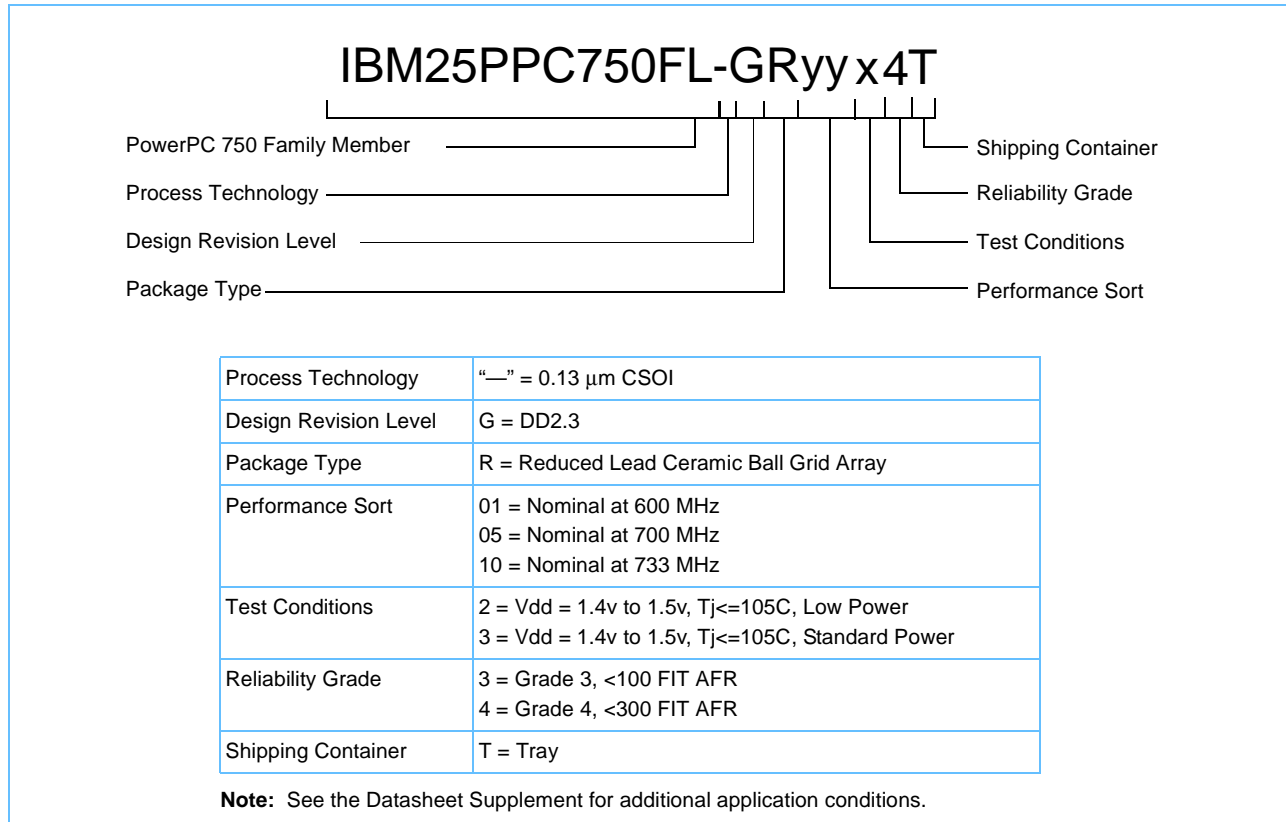 IBM25PPC750FL-GRyy x4T
PowerPC 750 Family Member
Process Technology
Design Revision Level
Package Type
Shipping Container
Reliability Grade
Test Conditions
Performance Sort
Process Technology “—” = 0.13 μm CSOI
Design Revision Level G = DD2.3
Package Type R = Reduced Lead Ceramic Ball Grid Array
Performance Sort 01 = Nominal at 600 MHz
05 = Nominal at 700 MHz
10 = Nominal at 733 MHz
Test Conditions 2 = Vdd = 1.4v to 1.5v, Tj<=105C, Low Power
3 = Vdd = 1.4v to 1.5v, Tj<=105C, Standard Power
Reliability Grade 3 = Grade 3, <100 FIT AFR
4 = Grade 4, <300 FIT AFR
Shipping Container T = Tray
Note: See the Datasheet Supplement for additional application conditions.